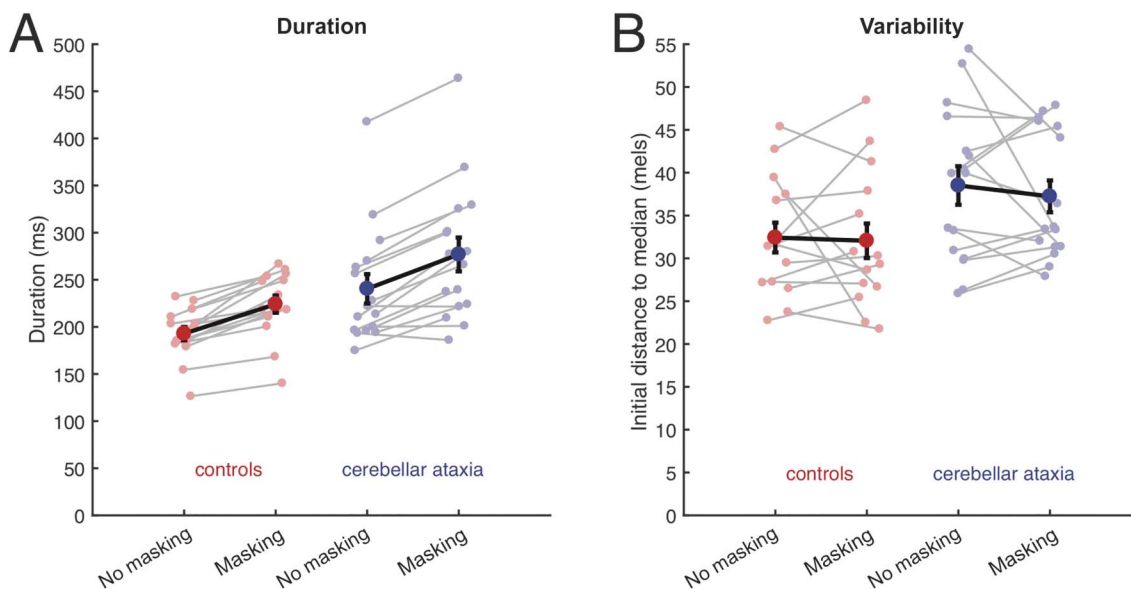 A
Duration
500
450
400
350
300
250
200
150
100
50
0
Duration (ms)
controls
cerebellar ataxia
No masking
Masking
No masking
Masking
B
Variability
55
50
45
40
35
30
25
20
15
10
5
0
Initial distance to median (mels)
controls
cerebellar ataxia
No masking
Masking
No masking
Masking